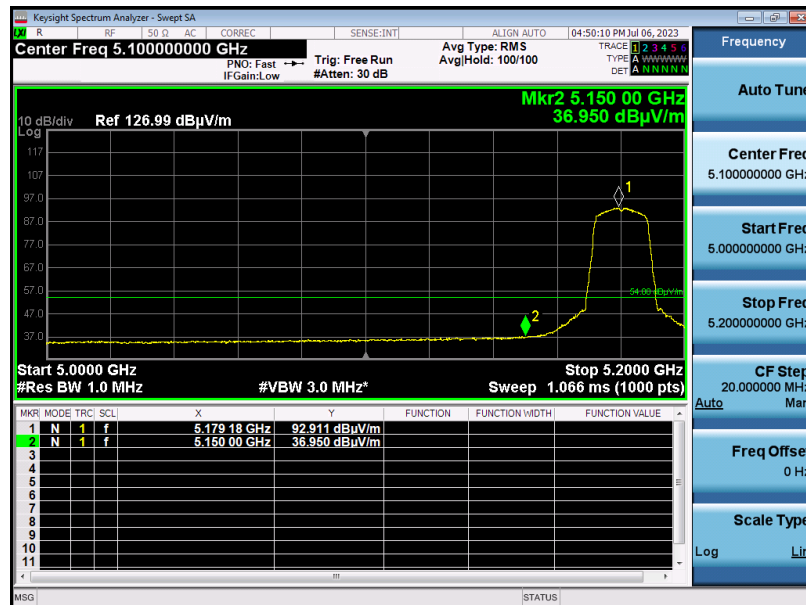 Keysight Spectrum Analyzer - Swept SA
LXI R RF 50 Ω AC CORREC SENSE:INT ALIGN AUTO 04:50:10 PM Jul 06, 2023
Center Freq 5.100000000 GHz
PNO: Fast
IFGain:Low
Trig: Free Run
#Atten: 30 dB
Avg Type: RMS
Avg|Hold: 100/100
TRACE 1 2 3 4 5 6
TYPE A WWWWW
DET A N N N N N
Mkr2 5.150 00 GHz
36.950 dBµV/m
10 dB/div Ref 126.99 dBµV/m
Log
117
107
97.0
87.0
77.0
67.0
57.0
47.0
37.0
1
2
54.00 dBµV/m
Start 5.0000 GHz Stop 5.2000 GHz
#Res BW 1.0 MHz #VBW 3.0 MHz* Sweep 1.066 ms (1000 pts)
MKR MODE TRC SCL X Y FUNCTION FUNCTION WIDTH FUNCTION VALUE
1 N 1 f 5.179 18 GHz 92.911 dBµV/m
2 N 1 f 5.150 00 GHz 36.950 dBµV/m
3
4
5
6
7
8
9
10
11
MSG STATUS
Frequency
Auto Tune
Center Freq
5.100000000 GHz
Start Freq
5.000000000 GHz
Stop Freq
5.200000000 GHz
CF Step
20.000000 MHz
Auto Man
Freq Offset
0 Hz
Scale Type
Log Lin